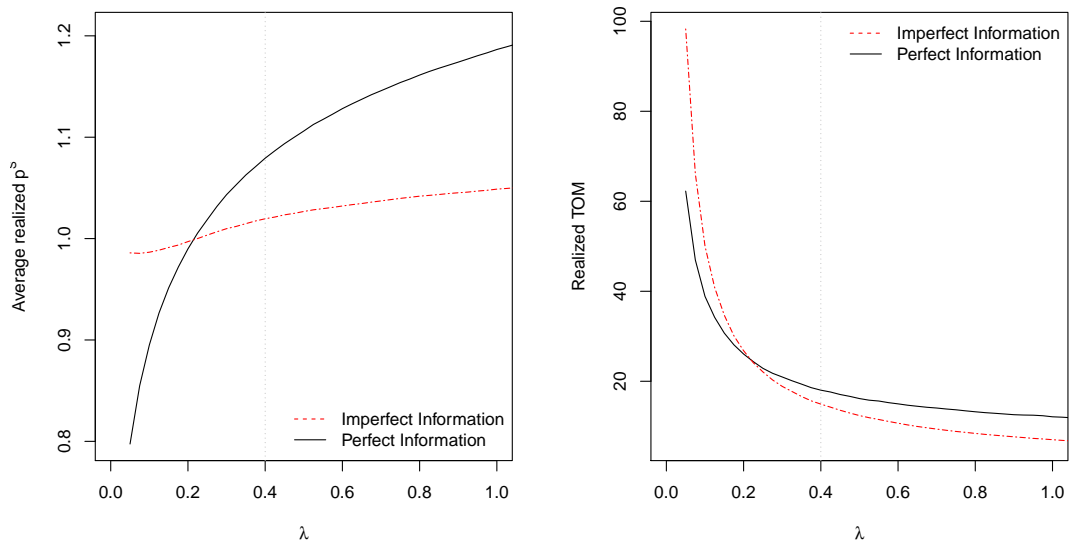 Average realized p^S
1.2
1.1
1.0
0.9
0.8
Imperfect Information
Perfect Information
0.0 0.2 0.4 0.6 0.8 1.0
λ
Realized TOM
100
80
60
40
20
Imperfect Information
Perfect Information
0.0 0.2 0.4 0.6 0.8 1.0
λ